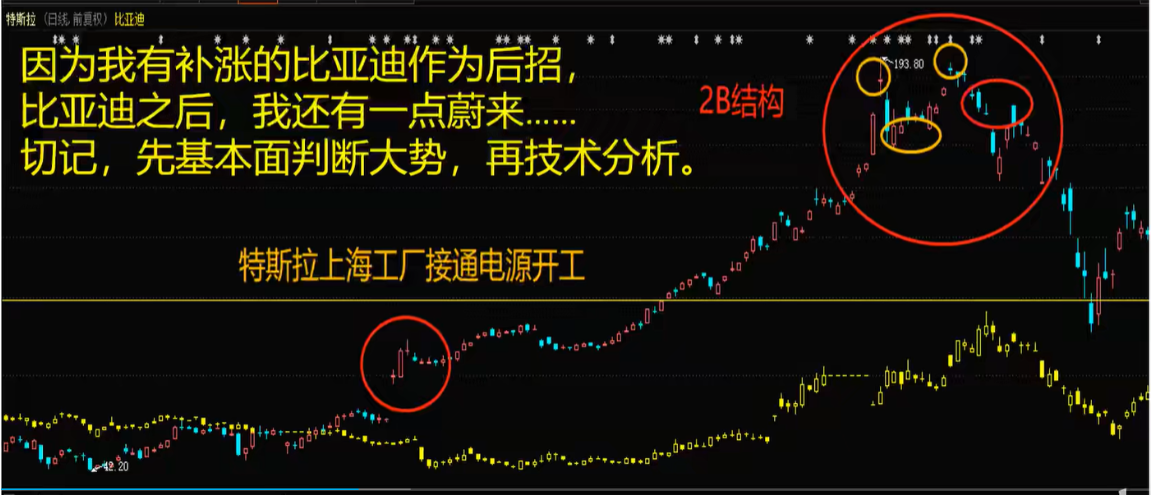 特斯拉 (日线,前复权) 比亚迪
因为我有补涨的比亚迪作为后招，
比亚迪之后，我还有一点蔚来……
切记，先基本面判断大势，再技术分析。
193.80
2B结构
特斯拉上海工厂接通电源开工
42.20